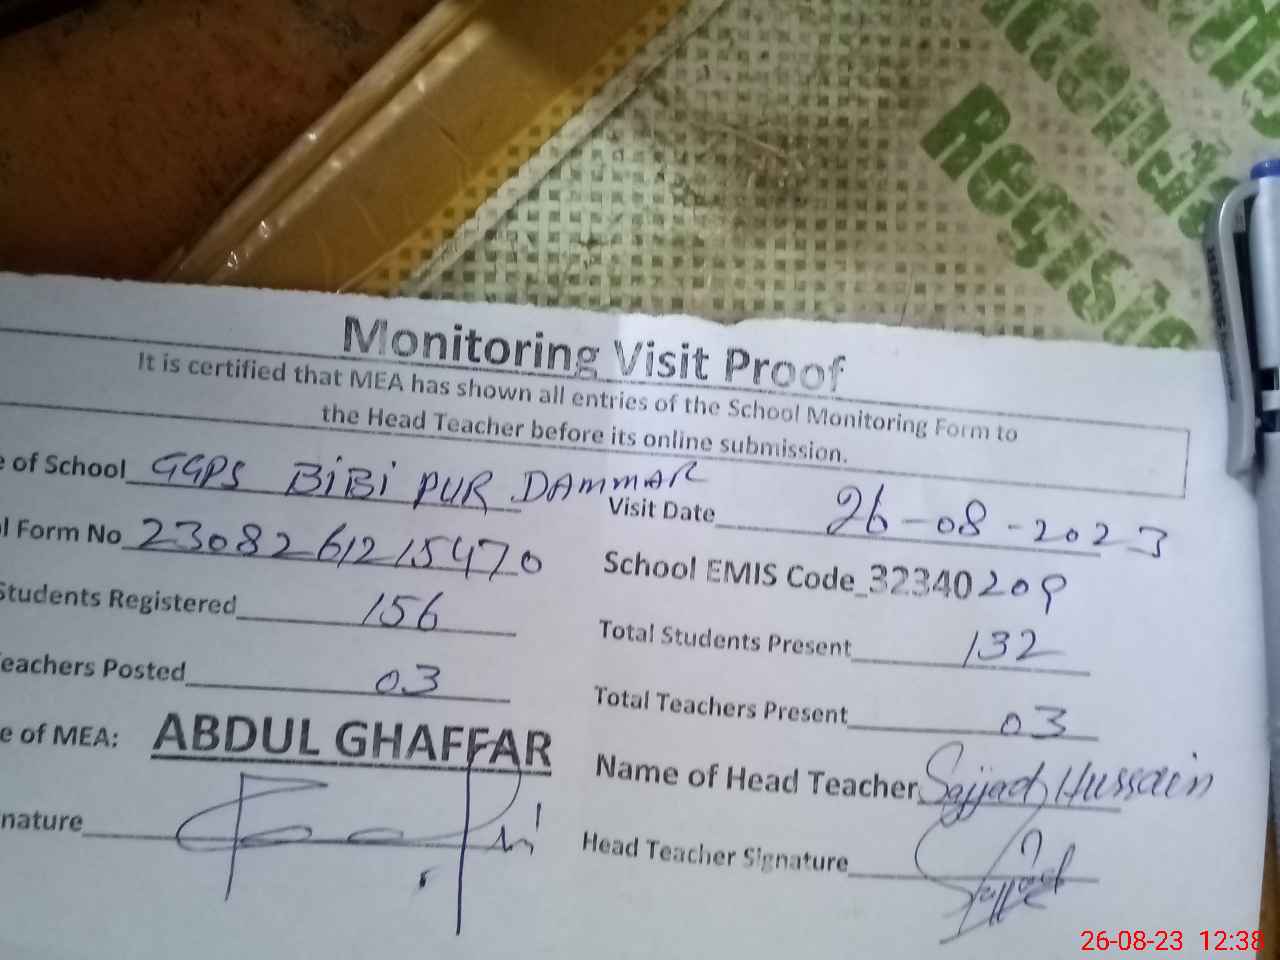 Registe
Monitoring Visit Proof
It is certified that MEA has shown all entries of the School Monitoring Form to
the Head Teacher before its online submission.
e of School GGPS BiBi PUR DAMMAR
Visit Date 26-08-2023
l Form No 2308261215470
School EMIS Code_32340209
Students Registered 156
Total Students Present 132
eachers Posted 03
Total Teachers Present 03
e of MEA: ABDUL GHAFFAR
Name of Head Teacher Sajjad Hussain
nature
Head Teacher Signature
26-08-23 12:38